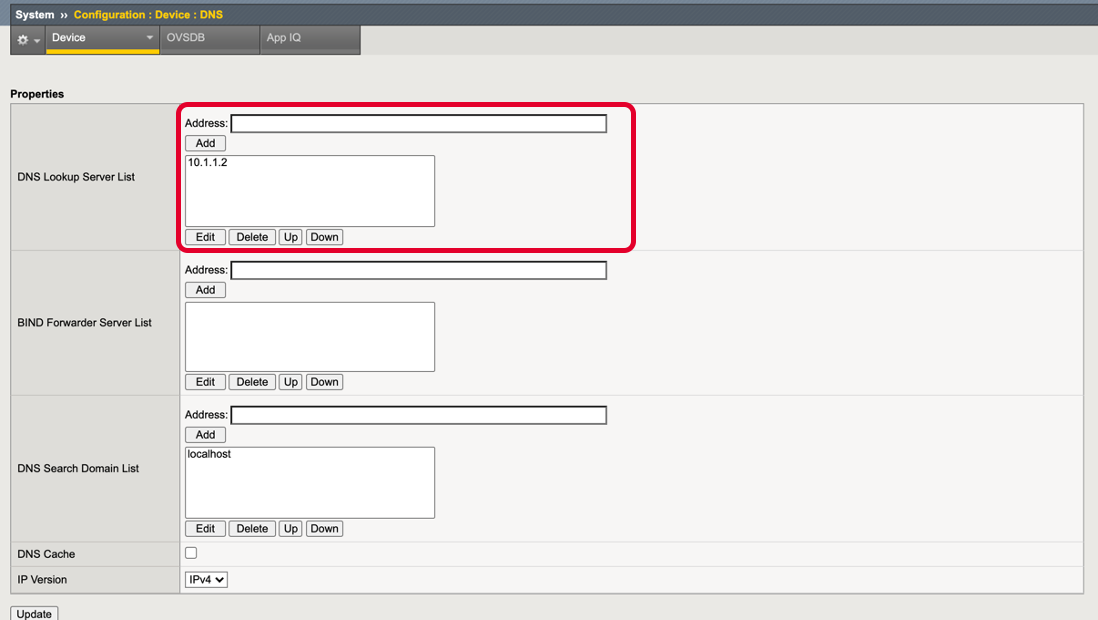 System » Configuration : Device : DNS
Device OVSDB App IQ
Properties
DNS Lookup Server List
Address:
Add
10.1.1.2
Edit Delete Up Down
BIND Forwarder Server List
Address:
Add
Edit Delete Up Down
DNS Search Domain List
Address:
Add
localhost
Edit Delete Up Down
DNS Cache
IP Version IPv4
Update